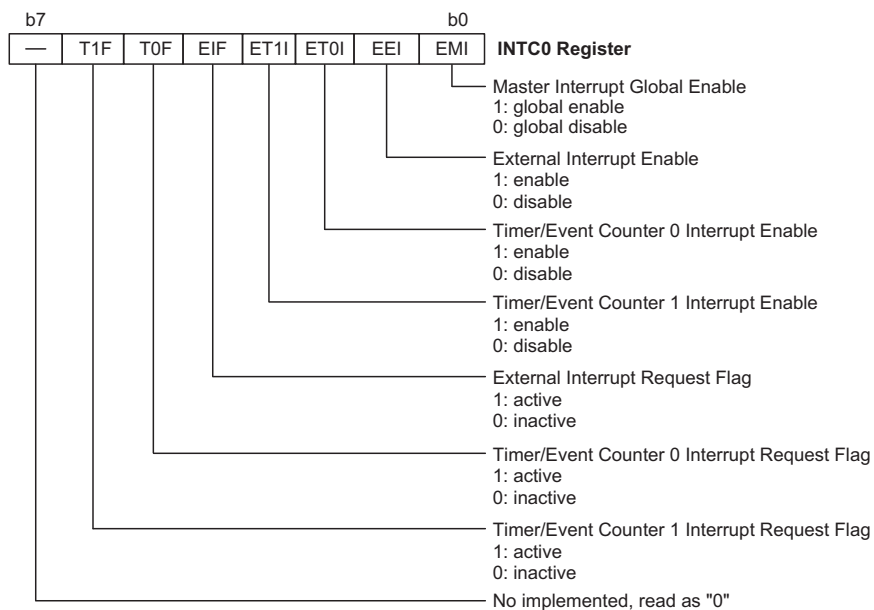 b7 b0
— T1F T0F EIF ET1I ET0I EEI EMI INTC0 Register
Master Interrupt Global Enable
1: global enable
0: global disable
External Interrupt Enable
1: enable
0: disable
Timer/Event Counter 0 Interrupt Enable
1: enable
0: disable
Timer/Event Counter 1 Interrupt Enable
1: enable
0: disable
External Interrupt Request Flag
1: active
0: inactive
Timer/Event Counter 0 Interrupt Request Flag
1: active
0: inactive
Timer/Event Counter 1 Interrupt Request Flag
1: active
0: inactive
No implemented, read as "0"